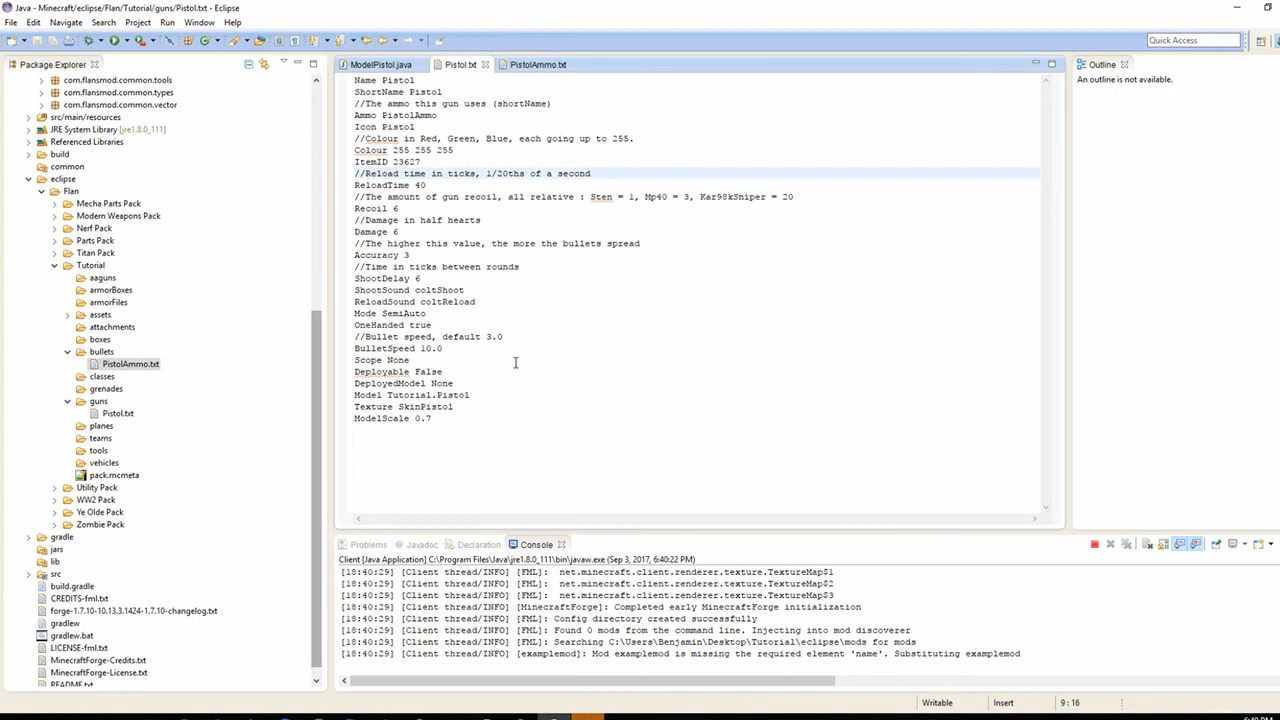 Java - Minecraft/eclipse/Flan/Tutorial/guns/Pistol.txt - Eclipse
File Edit Navigate Search Project Run Window Help
Quick Access
Package Explorer
com.flansmod.common.tools
com.flansmod.common.types
com.flansmod.common.vector
src/main/resources
JRE System Library [jre1.8.0_111]
Referenced Libraries
build
common
eclipse
Flan
Mecha Parts Pack
Modern Weapons Pack
Nerf Pack
Parts Pack
Titan Pack
Tutorial
aaguns
armorBoxes
armorFiles
assets
attachments
boxes
bullets
PistolAmmo.txt
classes
grenades
guns
Pistol.txt
planes
teams
tools
vehicles
pack.mcmeta
Utility Pack
WW2 Pack
Ye Olde Pack
Zombie Pack
gradle
jars
lib
src
build.gradle
CREDITS-fml.txt
forge-1.7.10-10.13.3.1424-1.7.10-changelog.txt
gradlew
gradlew.bat
LICENSE-fml.txt
MinecraftForge-Credits.txt
MinecraftForge-License.txt
README.txt
ModelPistol.java Pistol.txt PistolAmmo.txt
Name Pistol
ShortName Pistol
//The ammo this gun uses (shortName)
Ammo PistolAmmo
Icon Pistol
//Colour in Red, Green, Blue, each going up to 255.
Colour 255 255 255
ItemID 23627
//Reload time in ticks, 1/20ths of a second
ReloadTime 40
//The amount of gun recoil, all relative : Sten = 1, Mp40 = 3, Kar98kSniper = 20
Recoil 6
//Damage in half hearts
Damage 6
//The higher this value, the more the bullets spread
Accuracy 3
//Time in ticks between rounds
ShootDelay 6
ShootSound coltShoot
ReloadSound coltReload
Mode SemiAuto
OneHanded true
//Bullet speed, default 3.0
BulletSpeed 10.0
Scope None
Deployable False
DeployedModel None
Model Tutorial.Pistol
Texture SkinPistol
ModelScale 0.7
Outline
An outline is not available.
Problems Javadoc Declaration Console
Client [Java Application] C:\Program Files\Java\jre1.8.0_111\bin\javaw.exe (Sep 3, 2017, 6:40:22 PM)
[18:40:29] [Client thread/INFO] [FML]:  net.minecraft.client.renderer.texture.TextureMap$1
[18:40:29] [Client thread/INFO] [FML]:  net.minecraft.client.renderer.texture.TextureMap$2
[18:40:29] [Client thread/INFO] [FML]:  net.minecraft.client.renderer.texture.TextureMap$3
[18:40:29] [Client thread/INFO] [MinecraftForge]: Completed early MinecraftForge initialization
[18:40:29] [Client thread/INFO] [FML]: Config directory created successfully
[18:40:29] [Client thread/INFO] [FML]: Found 0 mods from the command line. Injecting into mod discoverer
[18:40:29] [Client thread/INFO] [FML]: Searching C:\Users\Benjamin\Desktop\Tutorial\eclipse\mods for mods
[18:40:29] [Client thread/INFO] [examplemod]: Mod examplemod is missing the required element 'name'. Substituting examplemod
Writable Insert 9 : 16